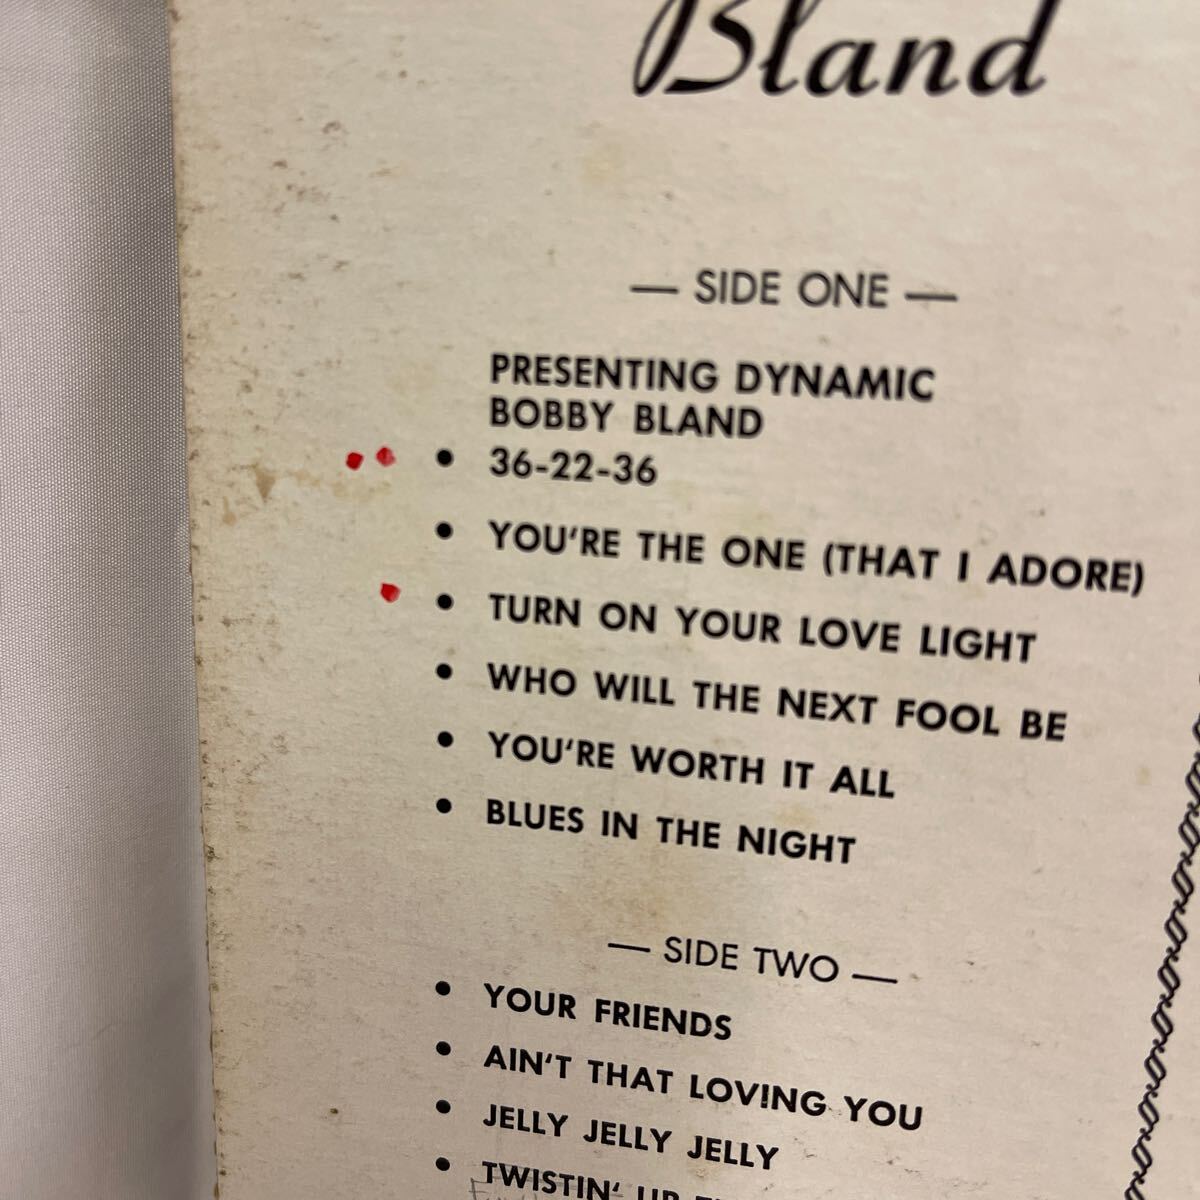 Bland
— SIDE ONE —
PRESENTING DYNAMIC
BOBBY BLAND
• 36-22-36
• YOU'RE THE ONE (THAT I ADORE)
• TURN ON YOUR LOVE LIGHT
• WHO WILL THE NEXT FOOL BE
• YOU'RE WORTH IT ALL
• BLUES IN THE NIGHT
— SIDE TWO —
• YOUR FRIENDS
• AIN'T THAT LOVING YOU
• JELLY JELLY JELLY
• TWISTIN' UP